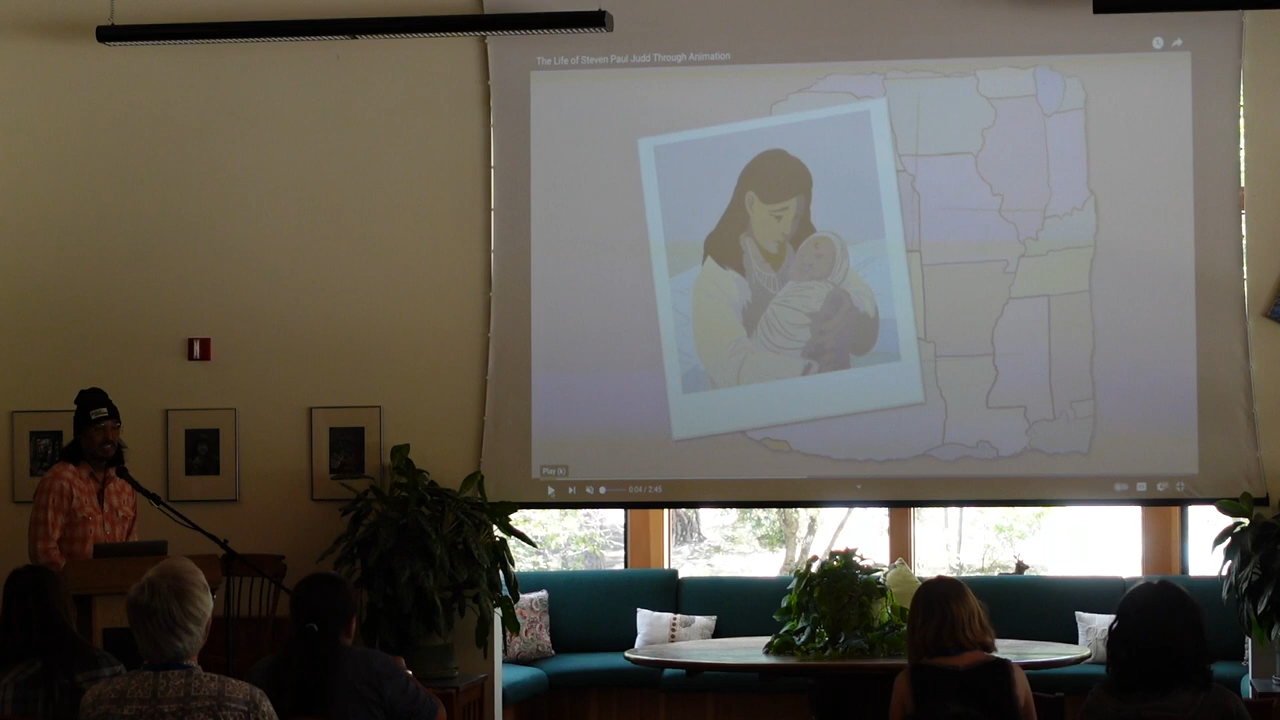 The Life of Steven Paul Judd Through Animation
Play (k)
0:04 / 2:45